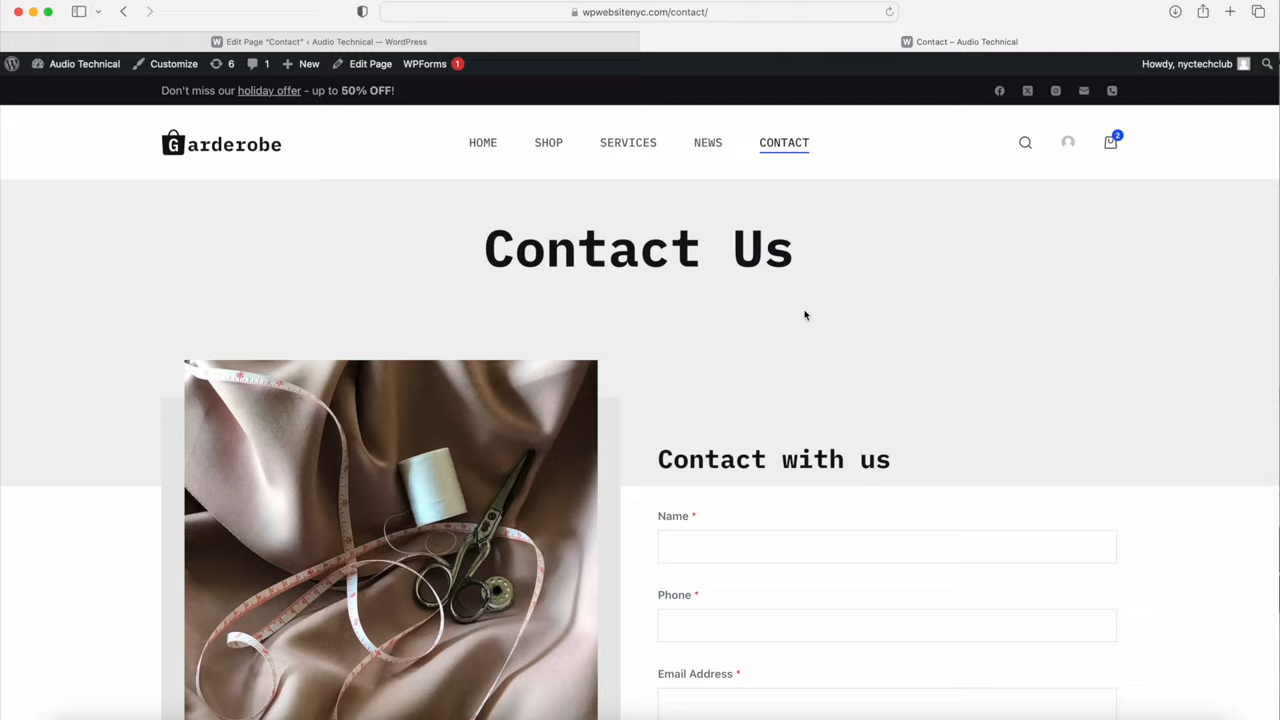 wpwebsitenyc.com/contact/
Edit Page "Contact" ‹ Audio Technical — WordPress
Contact – Audio Technical
Audio Technical Customize 6 1 New Edit Page WPForms 1 Howdy, nyctechclub
Don't miss our holiday offer - up to 50% OFF!
Garderobe HOME SHOP SERVICES NEWS CONTACT 2
Contact Us
Contact with us
Name *
Phone *
Email Address *